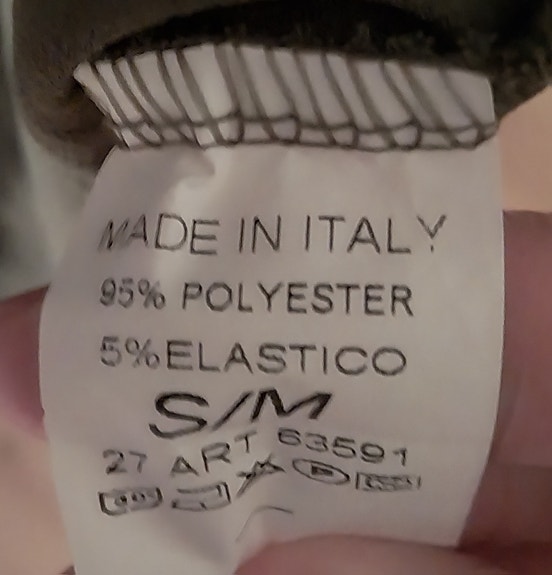 MADE IN ITALY
95% POLYESTER
5%ELASTICO
S/M
27 ART 63591